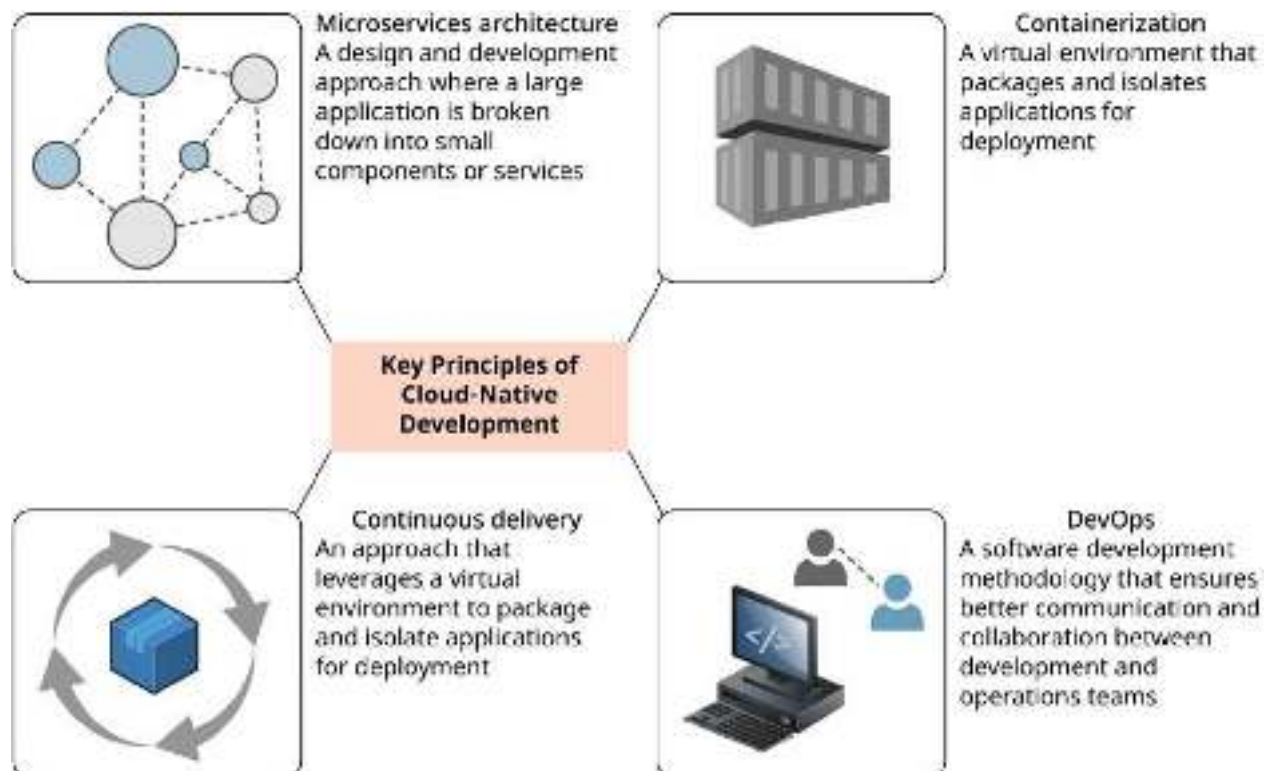 Microservices architecture
A design and development
approach where a large
application is broken
down into small
components or services
Containerization
A virtual environment that
packages and isolates
applications for
deployment
Key Principles of
Cloud-Native
Development
Continuous delivery
An approach that
leverages a virtual
environment to package
and isolate applications
for deployment
DevOps
A software development
methodology that ensures
better communication and
collaboration between
development and
operations teams